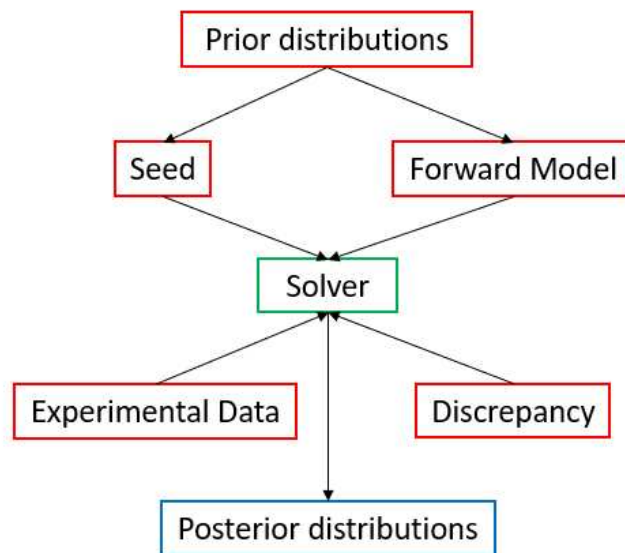 Prior distributions
Seed
Forward Model
Solver
Experimental Data
Discrepancy
Posterior distributions